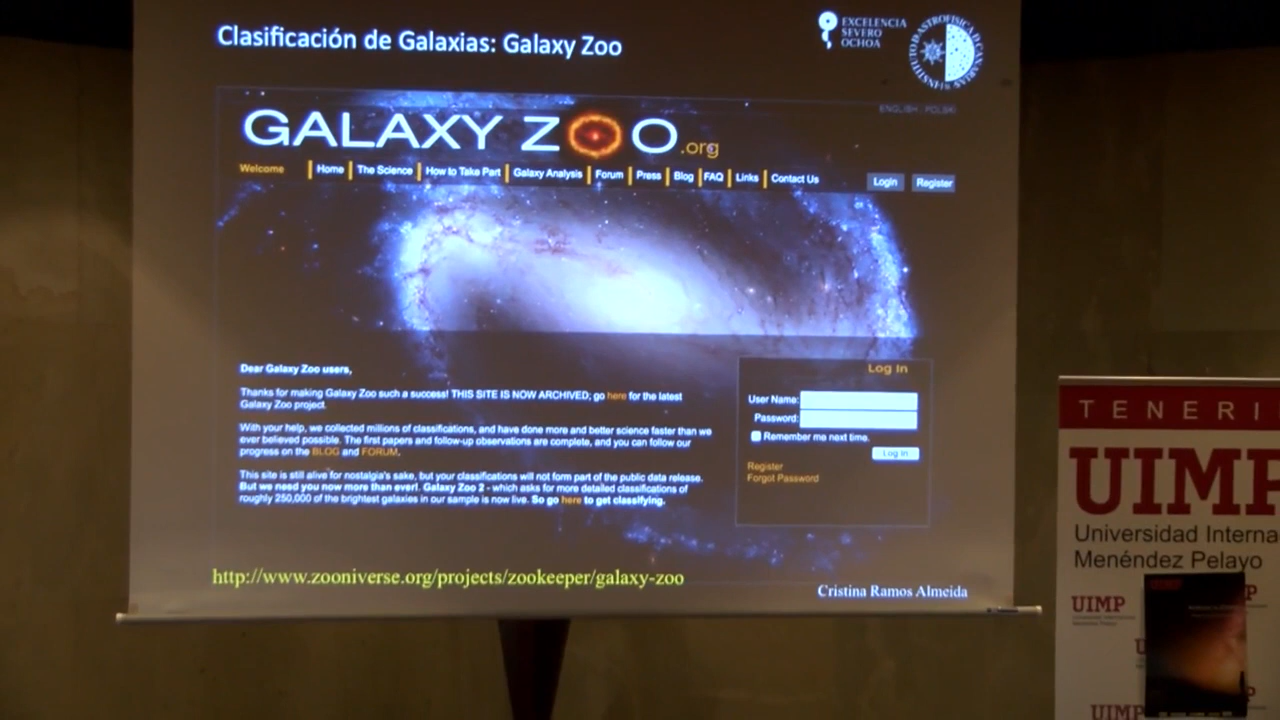 Clasificación de Galaxias: Galaxy Zoo
EXCELENCIA
SEVERO
OCHOA
INSTITUTO DE ASTROFISICA DE CANARIAS
ENGLISH POLSKI
GALAXY ZOO.org
Welcome Home The Science How to Take Part Galaxy Analysis Forum Press Blog FAQ Links Contact Us Login Register
Dear Galaxy Zoo users,
Thanks for making Galaxy Zoo such a success! THIS SITE IS NOW ARCHIVED; go here for the latest
Galaxy Zoo project.
With your help, we collected millions of classifications, and have done more and better science faster than we
ever believed possible. The first papers and follow-up observations are complete, and you can follow our
progress on the BLOG and FORUM.
This site is still alive for nostalgia's sake, but your classifications will not form part of the public data release.
But we need you now more than ever!. Galaxy Zoo 2 - which asks for more detailed classifications of
roughly 250,000 of the brightest galaxies in our sample is now live. So go here to get classifying.
Log In
User Name:
Password:
Remember me next time.
Log In
Register
Forgot Password
http://www.zooniverse.org/projects/zookeeper/galaxy-zoo
Cristina Ramos Almeida
TENERI
UIMP
Universidad Interna
Menéndez Pelayo
UIMP
UIMP